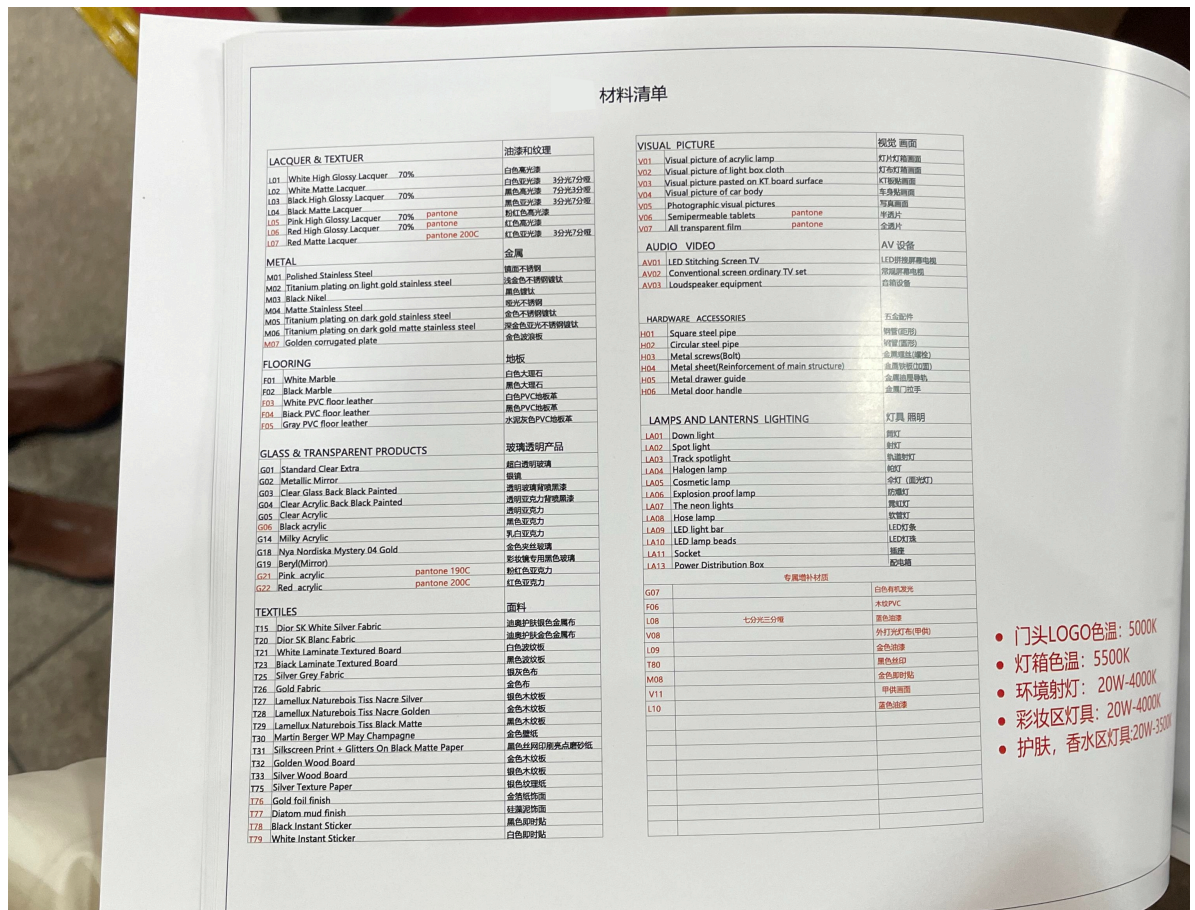 材料清单
LACQUER & TEXTUER 油漆和纹理
L01 White High Glossy Lacquer 70% 白色高光漆
L02 White Matte Lacquer 白色亚光漆 3分光7分哑
L03 Black High Glossy Lacquer 70% 黑色高光漆 7分光3分哑
L04 Black Matte Lacquer 黑色亚光漆 3分光7分哑
L05 Pink High Glossy Lacquer 70% pantone 粉红色高光漆
L06 Red High Glossy Lacquer 70% pantone 红色高光漆
L07 Red Matte Lacquer pantone 200C 红色亚光漆 3分光7分哑
METAL 金属
M01 Polished Stainless Steel 镜面不锈钢
M02 Titanium plating on light gold stainless steel 浅金色不锈钢镀钛
M03 Black Nikel 黑色镀钛
M04 Matte Stainless Steel 哑光不锈钢
M05 Titanium plating on dark gold stainless steel 金色不锈钢镀钛
M06 Titanium plating on dark gold matte stainless steel 深金色亚光不锈钢镀钛
M07 Golden corrugated plate 金色波浪板
FLOORING 地板
F01 White Marble 白色大理石
F02 Black Marble 黑色大理石
F03 White PVC floor leather 白色PVC地板革
F04 Black PVC floor leather 黑色PVC地板革
F05 Gray PVC floor leather 水泥灰色PVC地板革
GLASS & TRANSPARENT PRODUCTS 玻璃透明产品
G01 Standard Clear Extra 超白透明玻璃
G02 Metallic Mirror 银镜
G03 Clear Glass Back Black Painted 透明玻璃背喷黑漆
G04 Clear Acrylic Back Black Painted 透明亚克力背喷黑漆
G05 Clear Acrylic 透明亚克力
G06 Black acrylic 黑色亚克力
G14 Milky Acrylic 乳白亚克力
G18 Nya Nordiska Mystery 04 Gold 金色夹丝玻璃
G19 Beryl(Mirror) 彩妆镜专用黑色玻璃
G21 Pink acrylic pantone 190C 粉红色亚克力
G22 Red acrylic pantone 200C 红色亚克力
TEXTILES 面料
T15 Dior SK White Silver Fabric 迪奥护肤银色金属布
T20 Dior SK Blanc Fabric 迪奥护肤金色金属布
T21 White Laminate Textured Board 白色波纹板
T23 Black Laminate Textured Board 黑色波纹板
T25 Silver Grey Fabric 银灰色布
T26 Gold Fabric 金色布
T27 Lamellux Naturebois Tiss Nacre Silver 银色木纹板
T28 Lamellux Naturebois Tiss Nacre Golden 金色木纹板
T29 Lamellux Naturebois Tiss Black Matte 黑色木纹板
T30 Martin Berger WP May Champagne 金色壁纸
T31 Silkscreen Print + Glitters On Black Matte Paper 黑色丝网印刷亮点磨砂纸
T32 Golden Wood Board 金色木纹板
T33 Silver Wood Board 银色木纹板
T75 Silver Texture Paper 银色纹理纸
T76 Gold foil finish 金箔纸饰面
T77 Diatom mud finish 硅藻泥饰面
T78 Black Instant Sticker 黑色即时贴
T79 White Instant Sticker 白色即时贴
VISUAL PICTURE 视觉 画面
V01 Visual picture of acrylic lamp 灯片灯箱画面
V02 Visual picture of light box cloth 灯布灯箱画面
V03 Visual picture pasted on KT board surface KT板贴画面
V04 Visual picture of car body 车身贴画面
V05 Photographic visual pictures 写真画面
V06 Semipermeable tablets pantone 半透片
V07 All transparent film pantone 全透片
AUDIO VIDEO AV 设备
AV01 LED Stitching Screen TV LED拼接屏幕电视
AV02 Conventional screen ordinary TV set 常规屏幕电视
AV03 Loudspeaker equipment 音响设备
HARDWARE ACCESSORIES 五金配件
H01 Square steel pipe 钢管(矩形)
H02 Circular steel pipe 钢管(圆形)
H03 Metal screws(Bolt) 金属螺丝(螺栓)
H04 Metal sheet(Reinforcement of main structure) 金属铁板(加固)
H05 Metal drawer guide 金属抽屉导轨
H06 Metal door handle 金属门拉手
LAMPS AND LANTERNS LIGHTING 灯具 照明
LA01 Down light 筒灯
LA02 Spot light 射灯
LA03 Track spotlight 轨道射灯
LA04 Halogen lamp
LA05 Cosmetic lamp 伞灯（面光灯）
LA06 Explosion proof lamp 防爆灯
LA07 The neon lights 霓虹灯
LA08 Hose lamp 软管灯
LA09 LED light bar LED灯条
LA10 LED lamp beads LED灯珠
LA11 Socket 插座
LA13 Power Distribution Box 配电箱
专属增补材质
G07 白色有机发光
F06 木纹PVC
L08 七分光三分哑 蓝色油漆
V08 外打光灯布(甲供)
L09 金色油漆
T80 黑色丝印
M08 金色即时贴
V11 甲供画面
L10 蓝色油漆
● 门头LOGO色温：5000K
● 灯箱色温：5500K
● 环境射灯： 20W-4000K
● 彩妆区灯具：20W-4000K
● 护肤，香水区灯具:20W-3500K